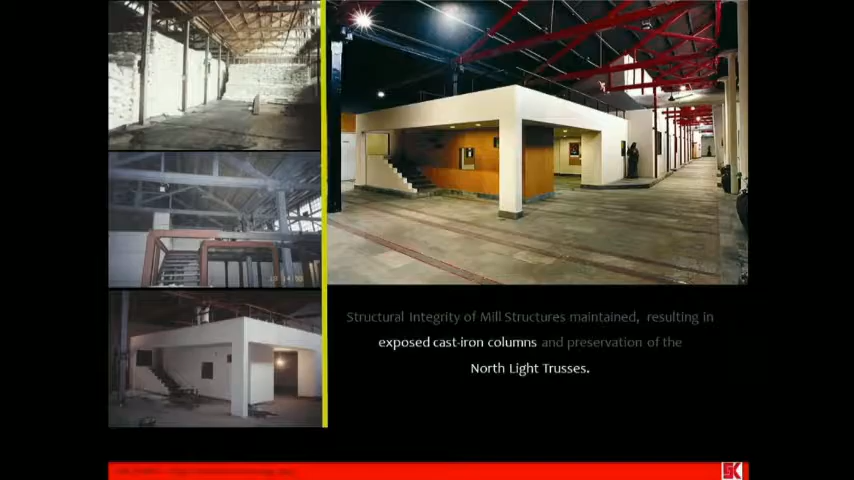 Structural Integrity of Mill Structures maintained, resulting in
exposed cast-iron columns and preservation of the
North Light Trusses.
SK